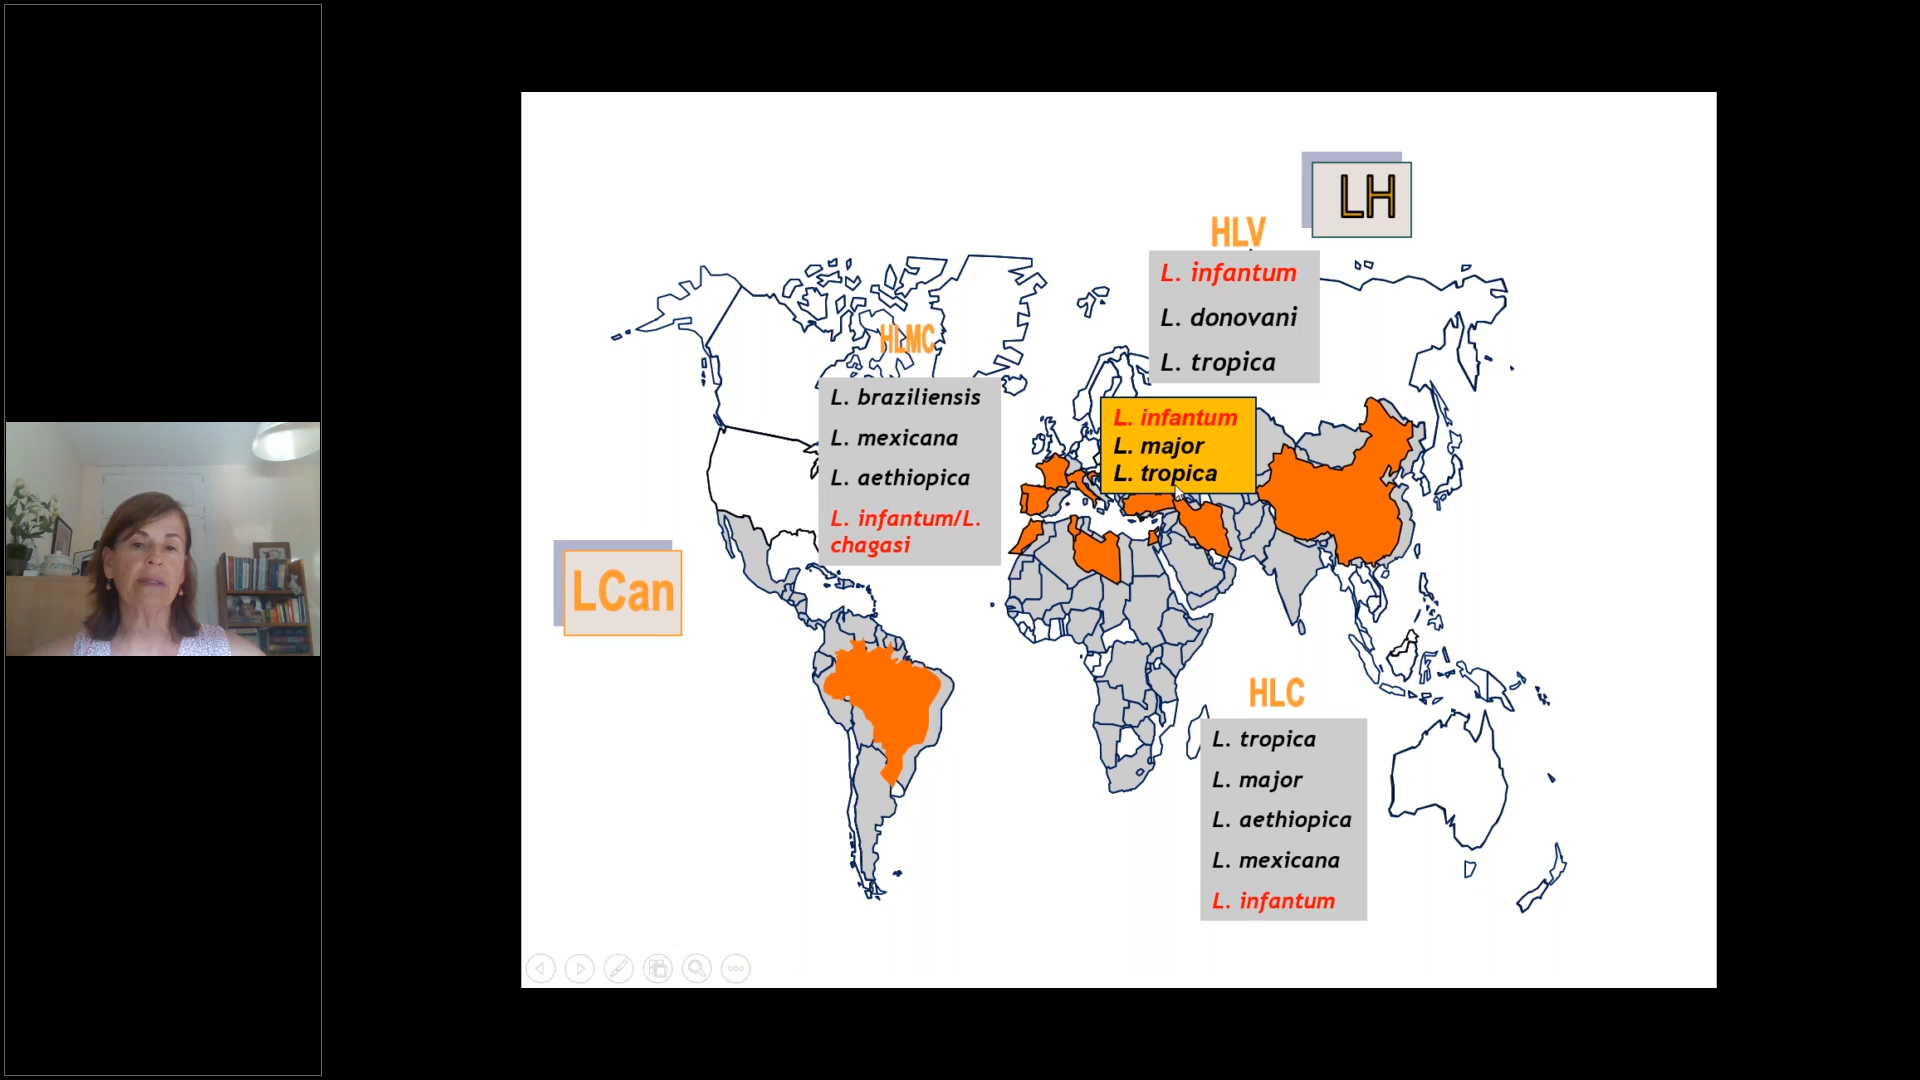 LH
HLV
L. infantum
L. donovani
L. tropica
HLMC
L. braziliensis
L. mexicana
L. aethiopica
L. infantum/L.
chagasi
L. infantum
L. major
L. tropica
LCan
HLC
L. tropica
L. major
L. aethiopica
L. mexicana
L. infantum